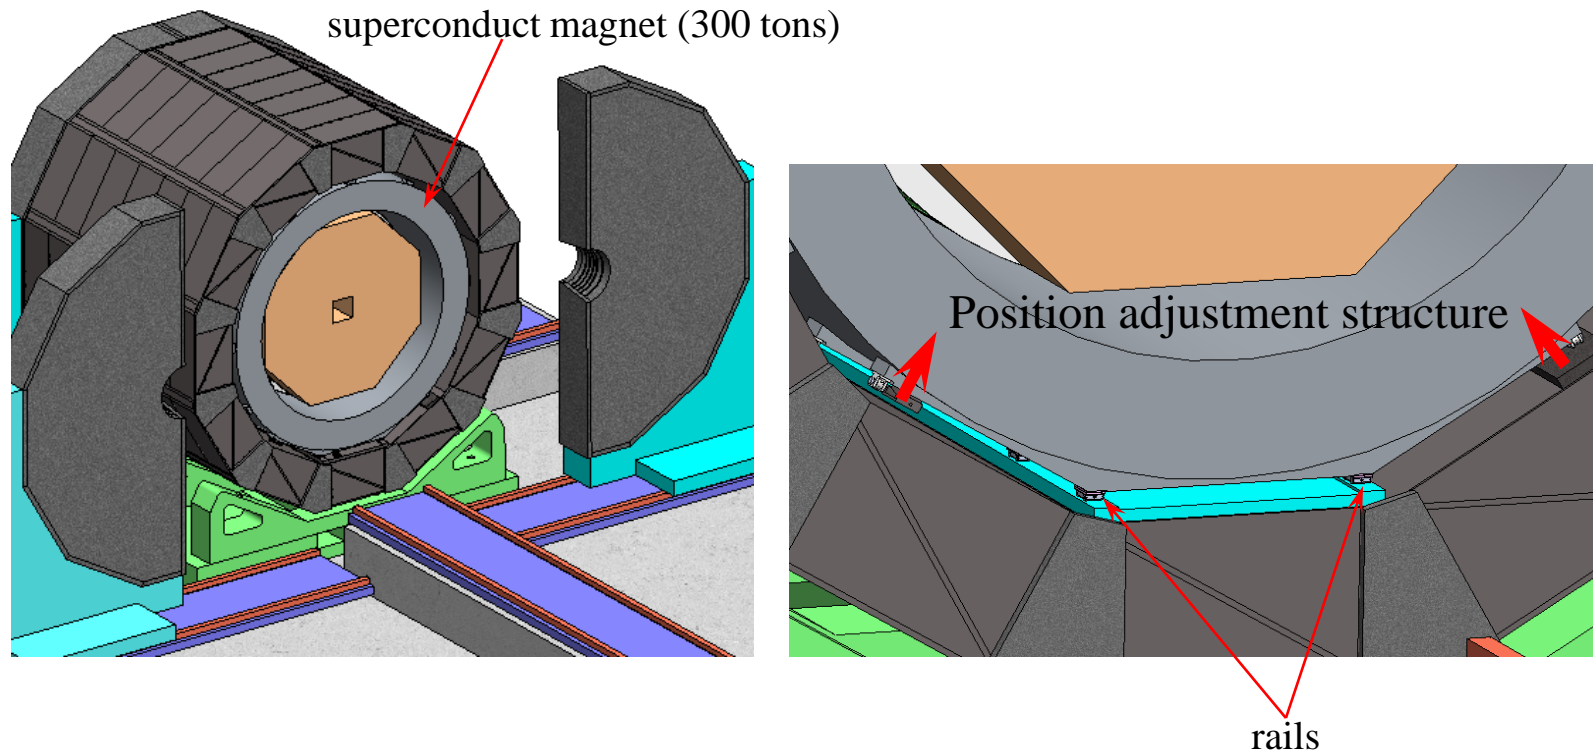 superconduct magnet (300 tons)
Position adjustment structure
rails